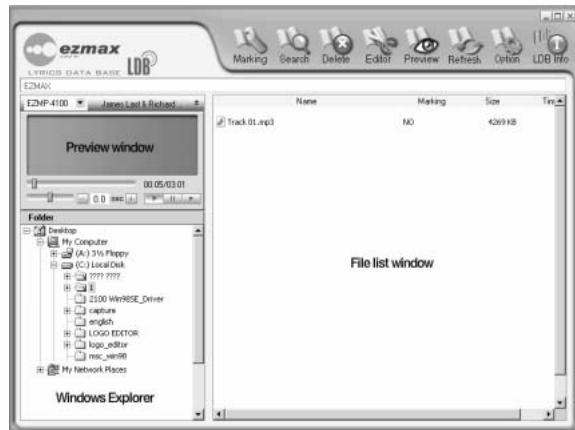 ezmax
LYRICS DATA BASE LDB
Marking Search Delete Editor Preview Refresh Option LDB Info
EZMAX
EZMP-4100 James Last & Richard ...
Name Marking Size Tim
Preview window
Track 01.mp3 NO 4269 KB
00:05/03:01
0.0 sec
Folder
Desktop
My Computer
(A:) 3½ Floppy
(C:) Local Disk
???? ????
2100 Win98SE_Driver
capture
english
LOGO EDITOR
logo_editor
msc_win98
My Network Places
File list window
Windows Explorer